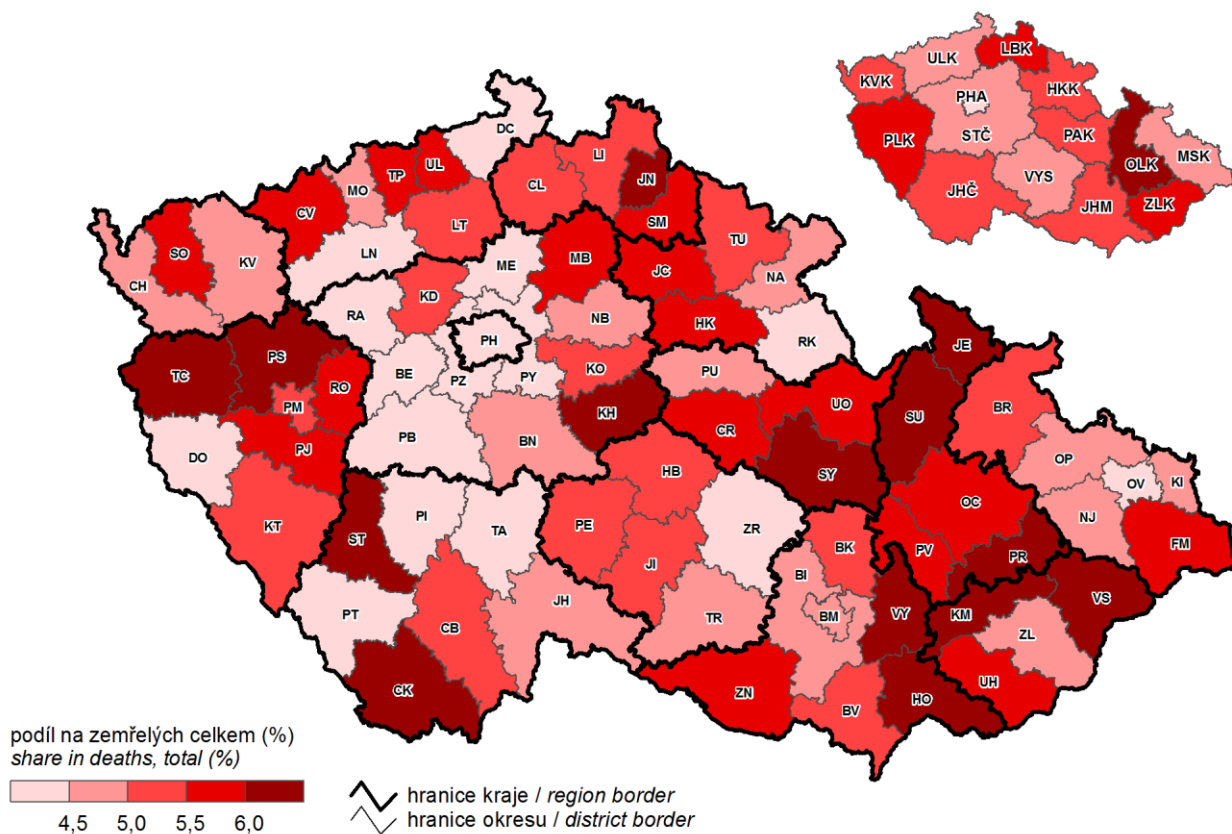 LBK
ULK
KVK
HKK
PHA
STČ
PLK
PAK
MSK
OLK
VYS
JHČ
JHM
ZLK
DC
LI
UL
TP
JN
MO
CL
CV
SM
LT
TU
SO
KV
LN
ME
MB
JC
NA
CH
KD
RA
NB
HK
PH
RK
PS
JE
TC
BE
PZ
PY
KO
PU
RO
PM
UO
BR
KH
SU
CR
PB
BN
DO
PJ
OP
HB
SY
OV
KI
OC
PI
NJ
KT
ST
TA
PE
ZR
BK
PV
FM
JI
PR
BI
VS
JH
PT
CB
TR
BM
VY
KM
ZL
CK
ZN
HO
UH
BV
podíl na zemřelých celkem (%)
share in deaths, total (%)
4,5 5,0 5,5 6,0
hranice kraje / region border
hranice okresu / district border